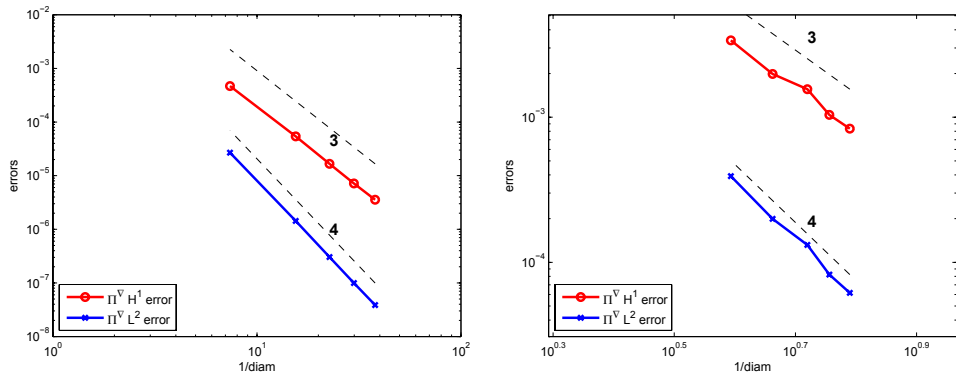 10^-2
10^-3
10^-4
10^-5
10^-6
10^-7
10^-8
errors
3
4
Π^∇ H^1 error
Π^∇ L^2 error
10^0
10^1
10^2
1/diam
10^-3
10^-4
errors
3
4
Π^∇ H^1 error
Π^∇ L^2 error
10^0.3
10^0.5
10^0.7
10^0.9
1/diam